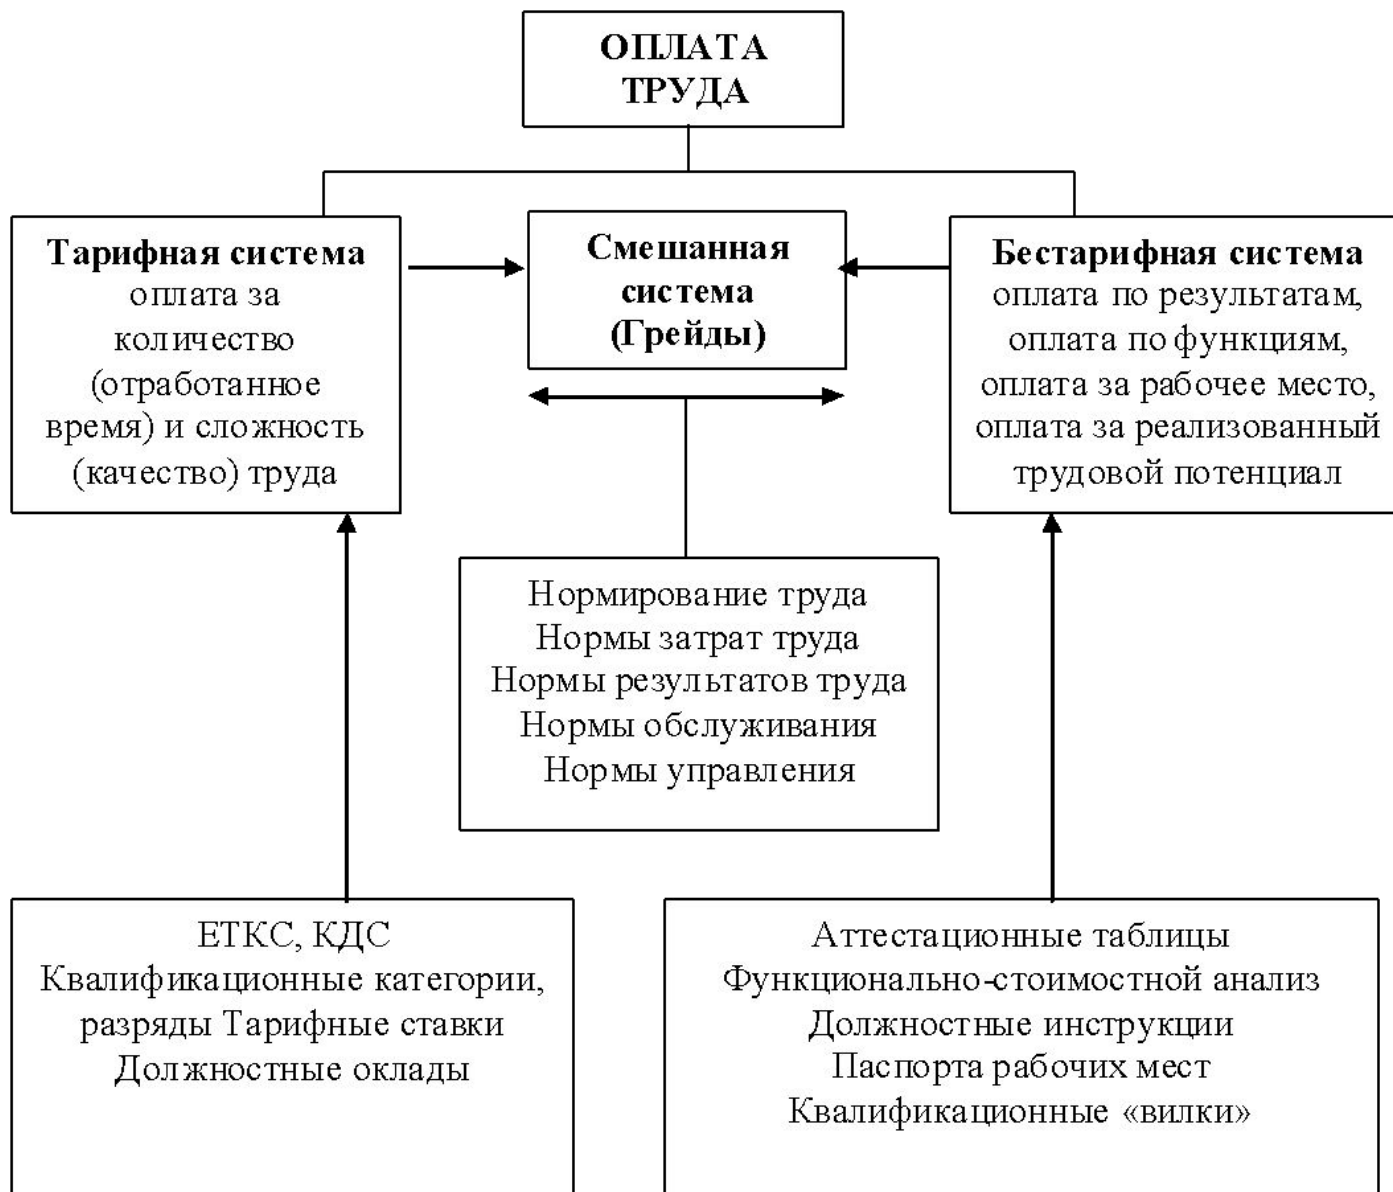 ОПЛАТА
ТРУДА
Тарифная система
оплата за
количество
(отработанное
время) и сложность
(качество) труда
Смешанная
система
(Грейды)
Бестарифная система
оплата по результатам,
оплата по функциям,
оплата за рабочее место,
оплата за реализованный
трудовой потенциал
Нормирование труда
Нормы затрат труда
Нормы результатов труда
Нормы обслуживания
Нормы управления
ЕТКС, КДС
Квалификационные категории,
разряды Тарифные ставки
Должностные оклады
Аттестационные таблицы
Функционально-стоимостной анализ
Должностные инструкции
Паспорта рабочих мест
Квалификационные «вилки»